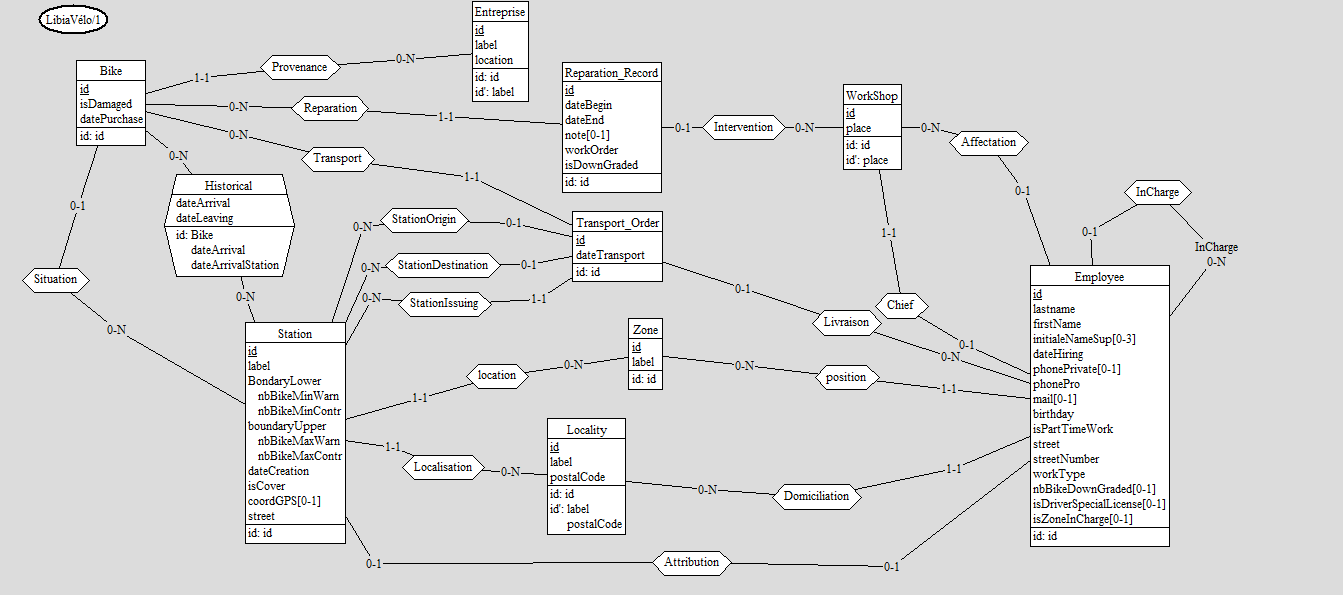 LibiaVélo/1
Entreprise
id
label
location
id: id
id': label
Provenance
1-1
0-N
Bike
id
isDamaged
datePurchase
id: id
Reparation
0-N
1-1
Reparation_Record
id
dateBegin
dateEnd
note[0-1]
workOrder
isDownGraded
id: id
Intervention
0-1
0-N
WorkShop
id
place
id: id
id': place
0-N
Affectation
0-1
Transport
0-N
1-1
0-N
Historical
dateArrival
dateLeaving
id: Bike
dateArrival
dateArrivalStation
0-N
0-1
Situation
0-N
StationOrigin
0-N
0-1
StationDestination
0-N
0-1
StationIssuing
0-N
1-1
Transport_Order
id
dateTransport
id: id
InCharge
0-1
InCharge
0-N
1-1
Chief
0-1
0-1
Livraison
0-N
Employee
id
lastname
firstName
initialeNameSup[0-3]
dateHiring
phonePrivate[0-1]
phonePro
mail[0-1]
birthday
isPartTimeWork
street
streetNumber
workType
nbBikeDownGraded[0-1]
isDriverSpecialLicense[0-1]
isZoneInCharge[0-1]
id: id
Station
id
label
BondaryLower
nbBikeMinWarn
nbBikeMinContr
boundaryUpper
nbBikeMaxWarn
nbBikeMaxContr
dateCreation
isCover
coordGPS[0-1]
street
id: id
Zone
id
label
id: id
location
1-1
0-N
position
0-N
1-1
Locality
id
label
postalCode
id: id
id': label
postalCode
Localisation
1-1
0-N
Domiciliation
0-N
1-1
Attribution
0-1
0-1